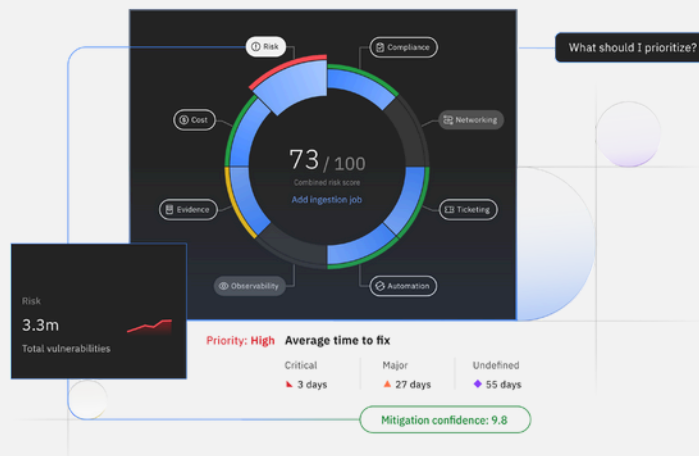 Risk
Compliance
What should I prioritize?
Cost
Networking
73 / 100
Combined risk score
Add ingestion job
Evidence
Ticketing
Observability
Automation
Risk
3.3m
Total vulnerabilities
Priority: High Average time to fix
Critical Major Undefined
3 days 27 days 55 days
Mitigation confidence: 9.8